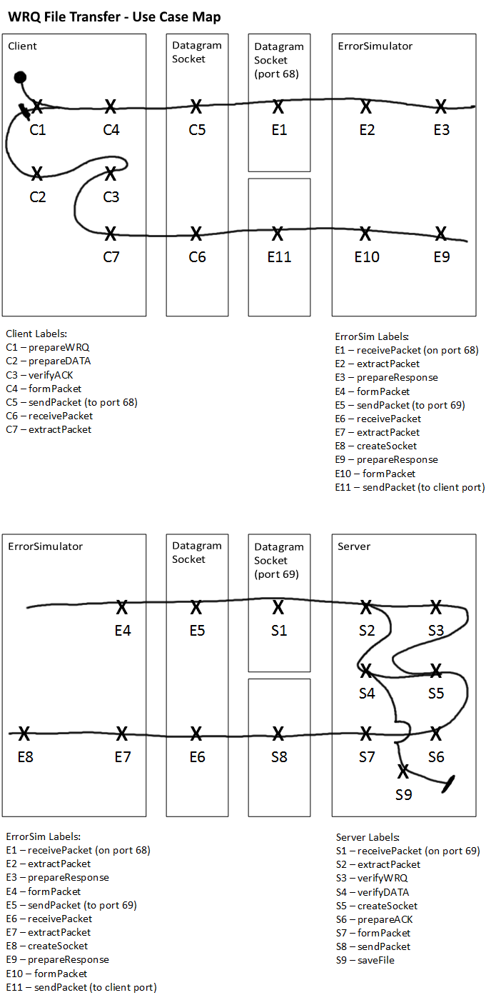 WRQ File Transfer - Use Case Map
Client
Datagram
Socket
Datagram
Socket
(port 68)
ErrorSimulator
C1
C4
C5
E1
E2
E3
C2
C3
C7
C6
E11
E10
E9
Client Labels:
C1 – prepareWRQ
C2 – prepareDATA
C3 – verifyACK
C4 – formPacket
C5 – sendPacket (to port 68)
C6 – receivePacket
C7 – extractPacket
ErrorSim Labels:
E1 – receivePacket (on port 68)
E2 – extractPacket
E3 – prepareResponse
E4 – formPacket
E5 – sendPacket (to port 69)
E6 – receivePacket
E7 – extractPacket
E8 – createSocket
E9 – prepareResponse
E10 – formPacket
E11 – sendPacket (to client port)
ErrorSimulator
Datagram
Socket
Datagram
Socket
(port 69)
Server
E4
E5
S1
S2
S3
S4
S5
E8
E7
E6
S8
S7
S6
S9
ErrorSim Labels:
E1 – receivePacket (on port 68)
E2 – extractPacket
E3 – prepareResponse
E4 – formPacket
E5 – sendPacket (to port 69)
E6 – receivePacket
E7 – extractPacket
E8 – createSocket
E9 – prepareResponse
E10 – formPacket
E11 – sendPacket (to client port)
Server Labels:
S1 – receivePacket (on port 69)
S2 – extractPacket
S3 – verifyWRQ
S4 – verifyDATA
S5 – createSocket
S6 – prepareACK
S7 – formPacket
S8 – sendPacket
S9 – saveFile